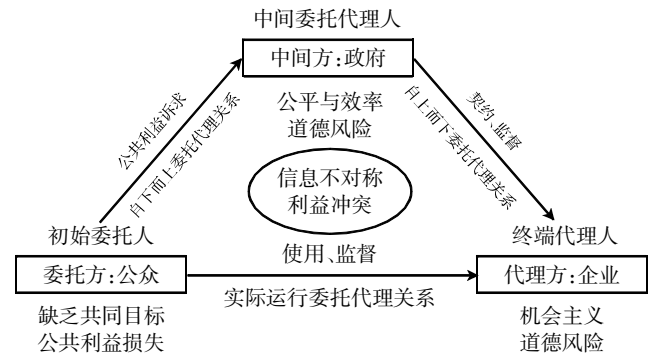 中间委托代理人
中间方:政府
公平与效率
道德风险
公共利益诉求
自下而上委托代理关系
契约、监督
自上而下委托代理关系
信息不对称
利益冲突
初始委托人
委托方:公众
缺乏共同目标
公共利益损失
使用、监督
实际运行委托代理关系
终端代理人
代理方:企业
机会主义
道德风险